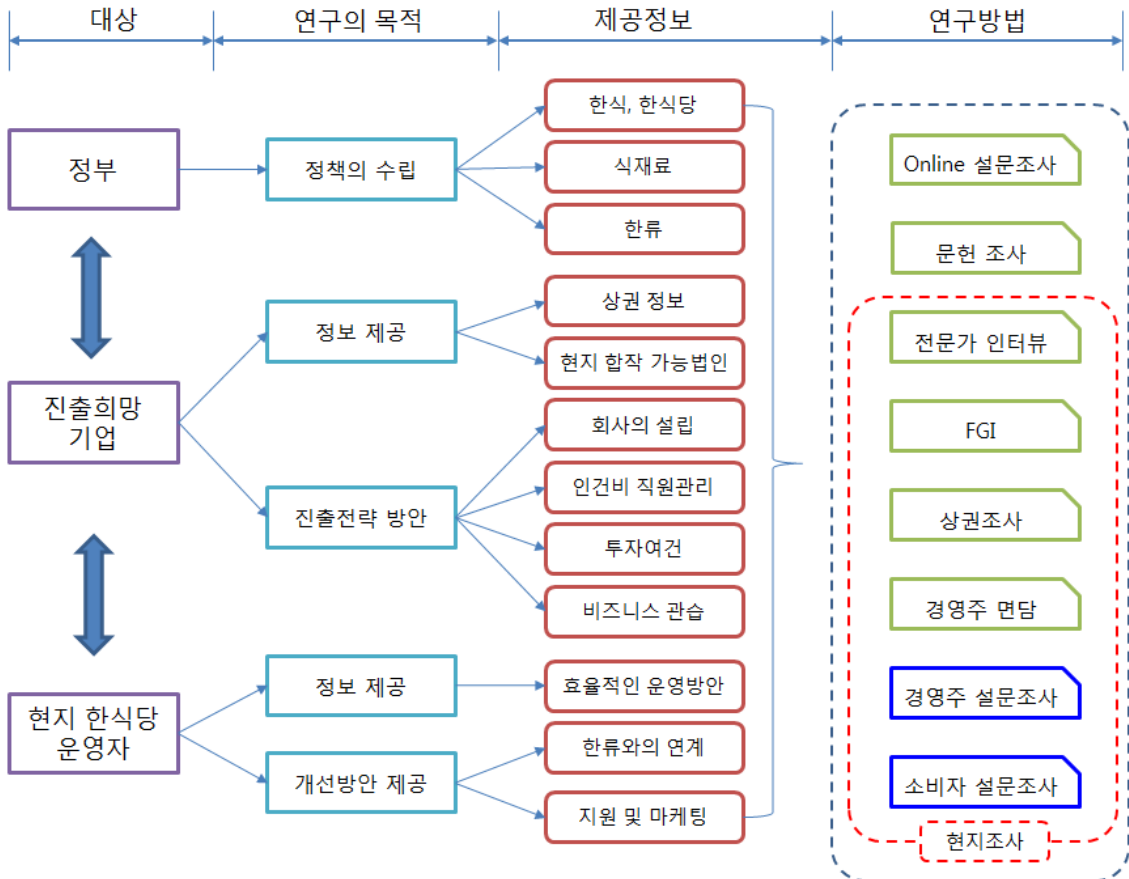 대상
연구의 목적
제공정보
연구방법
정부
정책의 수립
한식, 한식당
식재료
한류
진출희망
기업
정보 제공
상권 정보
현지 합작 가능법인
진출전략 방안
회사의 설립
인건비 직원관리
투자여건
비즈니스 관습
현지 한식당
운영자
정보 제공
효율적인 운영방안
개선방안 제공
한류와의 연계
지원 및 마케팅
Online 설문조사
문헌 조사
전문가 인터뷰
FGI
상권조사
경영주 면담
경영주 설문조사
소비자 설문조사
현지조사